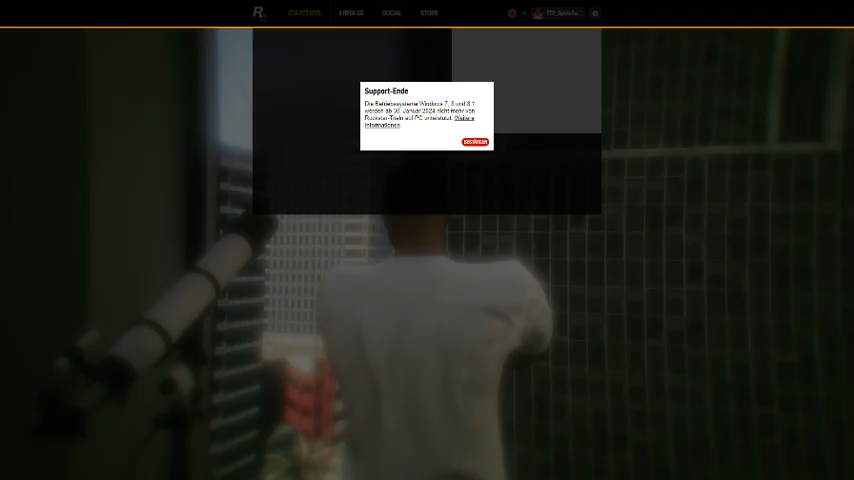 STARTSEITE ERFOLGE SOCIAL STORE
Support-Ende
Die Betriebssysteme Windows 7, 8 und 8.1
werden ab 30. Januar 2024 nicht mehr von
Rockstar-Titeln auf PC unterstützt. Weitere
Informationen
BESTÄTIGEN